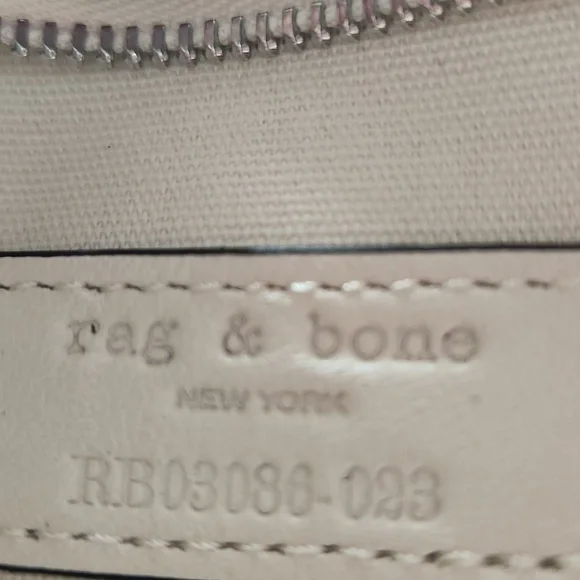 rag & bone
NEW YORK
RB03086-023